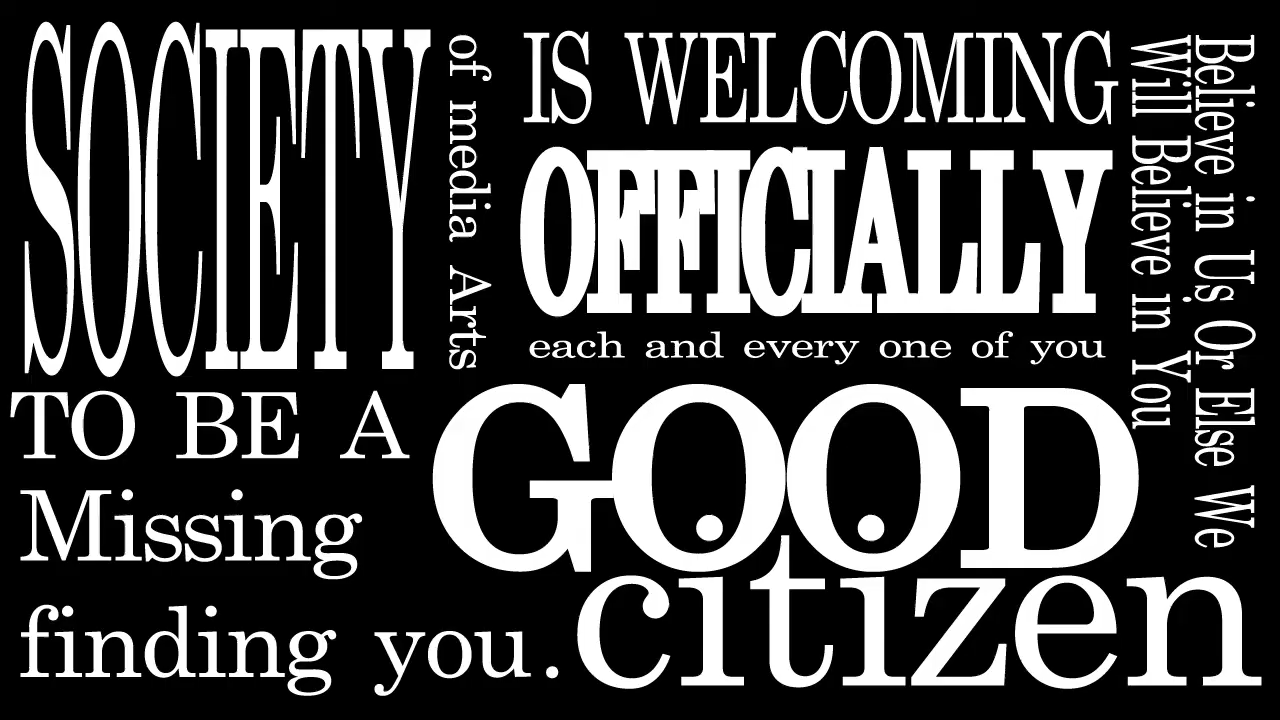 SOCIETY
of media Arts
IS WELCOMING
OFFICIALLY
each and every one of you
TO BE A
GOOD
citizen
Missing
finding you.
Believe in Us Or Else We
Will Believe in You